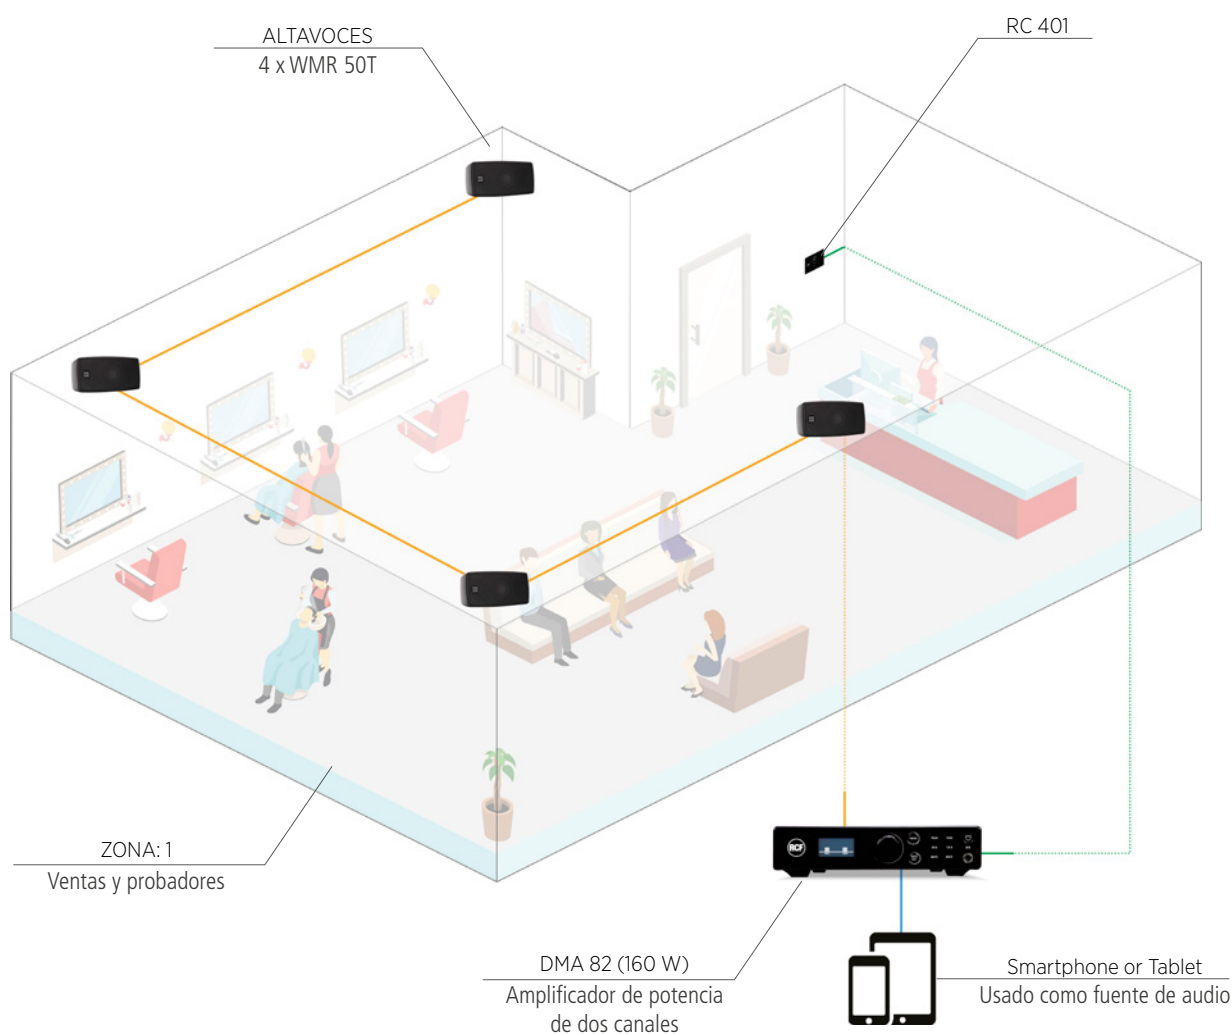 ALTAVOCES
4 x WMR 50T
RC 401
ZONA: 1
Ventas y probadores
RCF
DMA 82 (160 W)
Amplificador de potencia
de dos canales
Smartphone or Tablet
Usado como fuente de audio